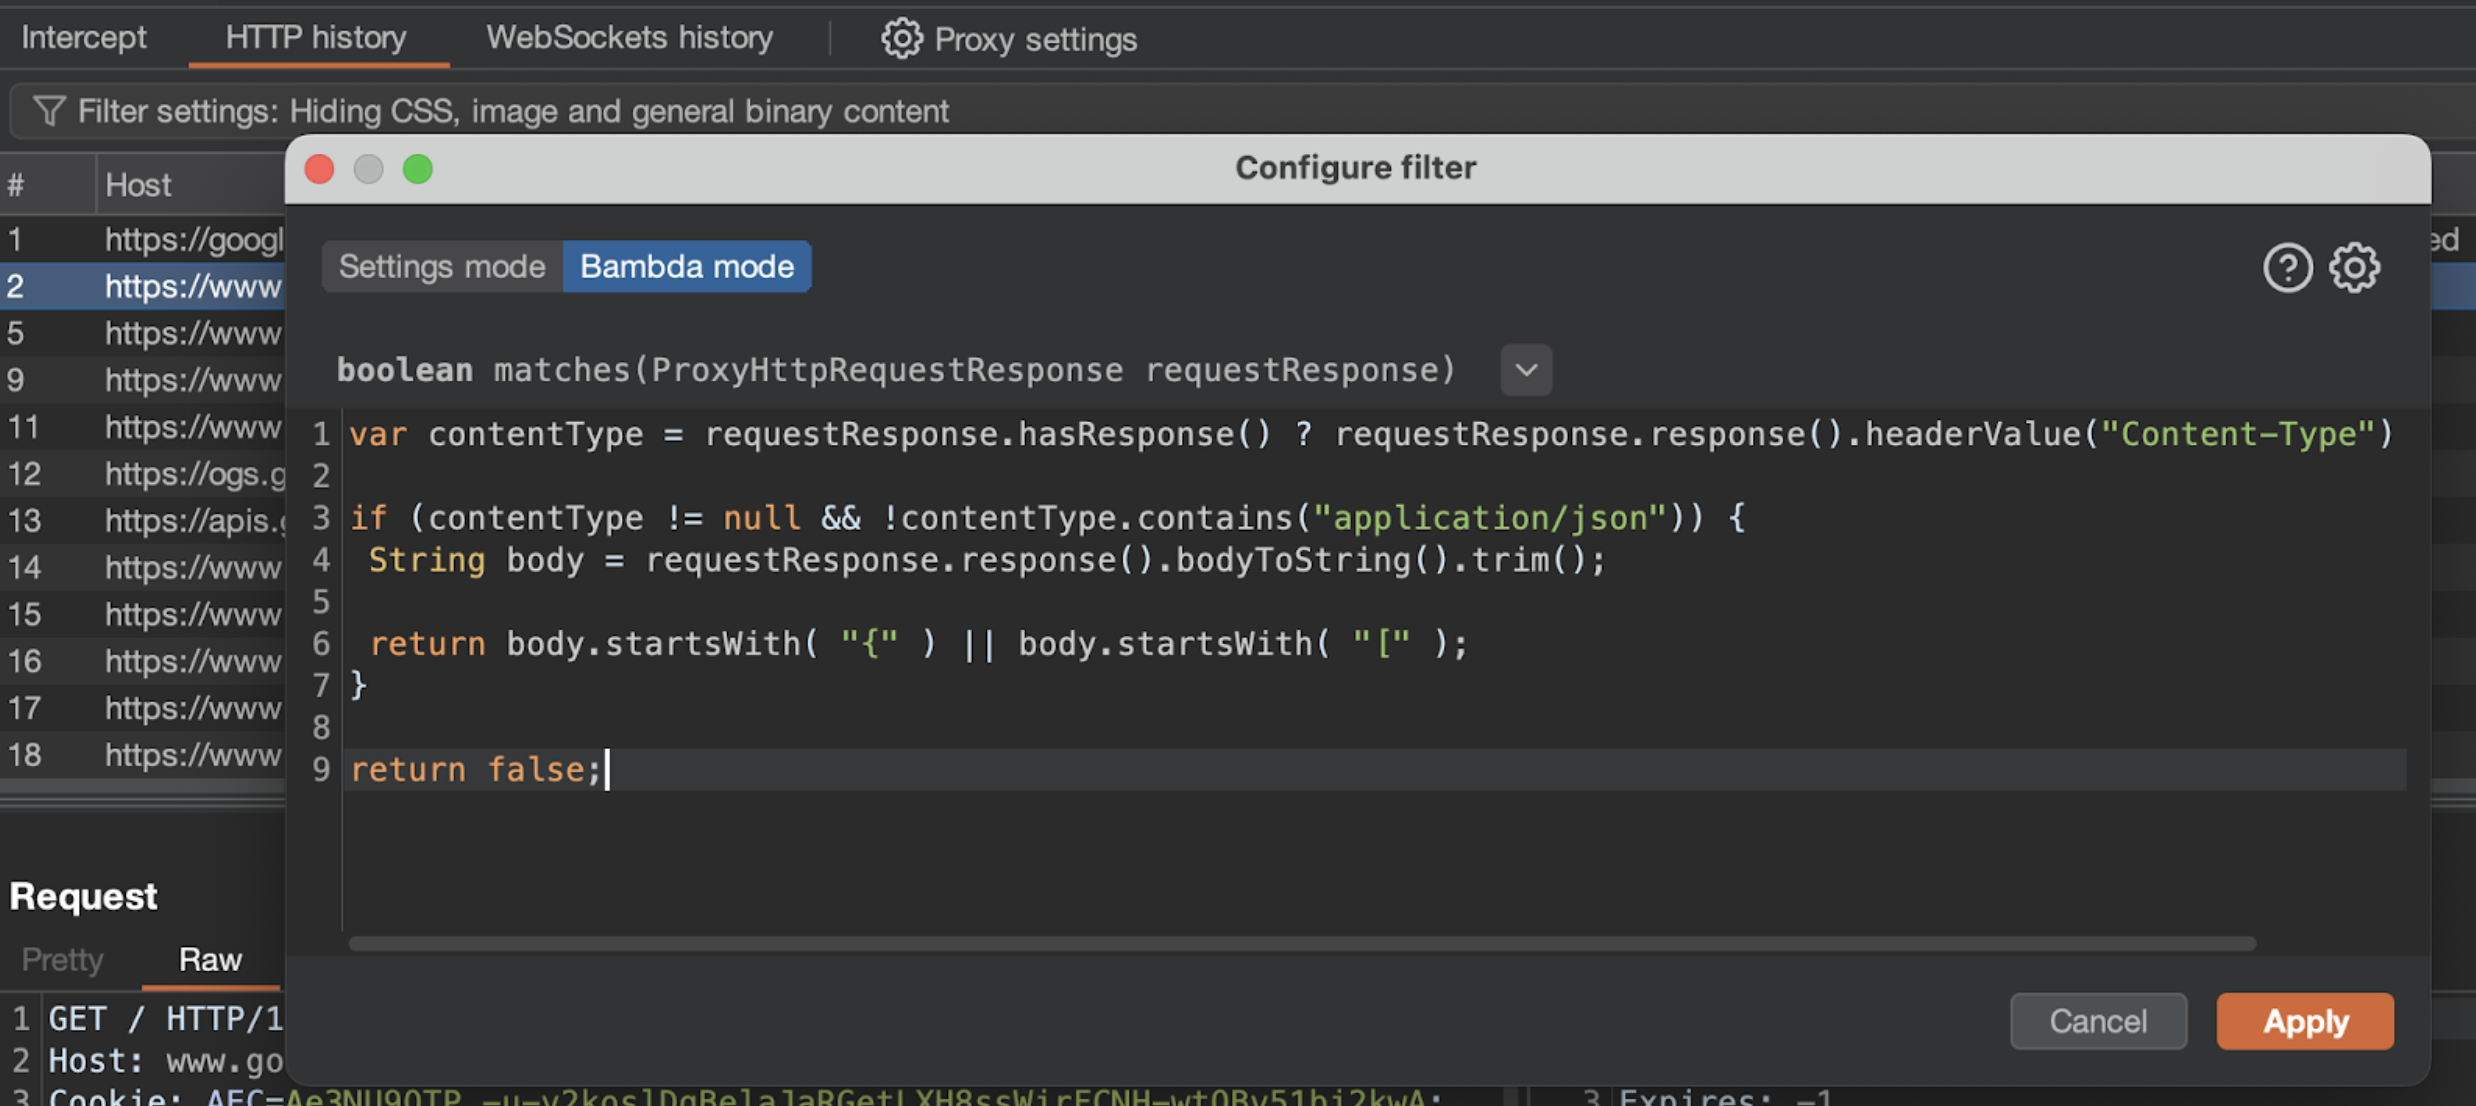 Intercept HTTP history WebSockets history Proxy settings
Filter settings: Hiding CSS, image and general binary content
# Host
Configure filter
1 https://googl
ed
2 https://www
5 https://www
9 https://www
11 https://www
12 https://ogs.g
13 https://apis.g
14 https://www
15 https://www
16 https://www
17 https://www
18 https://www
Settings mode Bambda mode
boolean matches(ProxyHttpRequestResponse requestResponse)
1 var contentType = requestResponse.hasResponse() ? requestResponse.response().headerValue("Content-Type")
2
3 if (contentType != null && !contentType.contains("application/json")) {
4 String body = requestResponse.response().bodyToString().trim();
5
6 return body.startsWith( "{" ) || body.startsWith( "[" );
7 }
8
9 return false;
Cancel Apply
Request
Pretty Raw
1 GET / HTTP/1
2 Host: www.go
3 Cookie: AEC=
3 Expires: -1